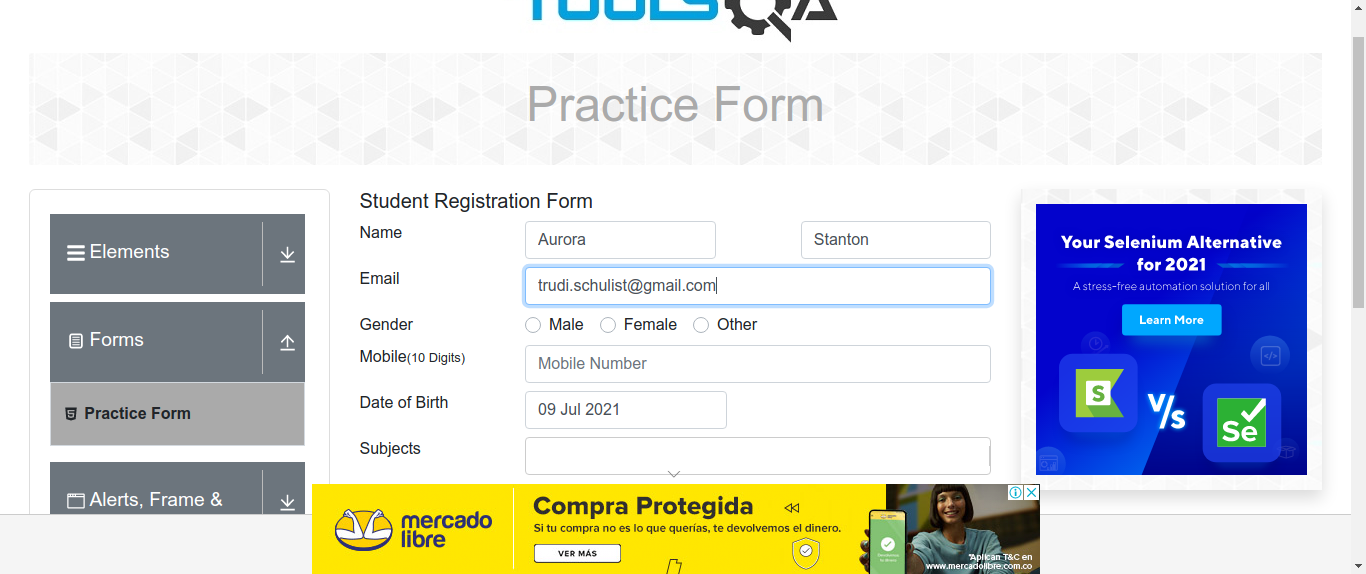 TOOLSQA
Practice Form
Elements
Forms
Practice Form
Alerts, Frame &
Student Registration Form
Name
Aurora
Stanton
Email
trudi.schulist@gmail.com
Gender
Male
Female
Other
Mobile(10 Digits)
Mobile Number
Date of Birth
09 Jul 2021
Subjects
Your Selenium Alternative
for 2021
A stress-free automation solution for all
Learn More
S
V/s
Se
mercado
libre
Compra Protegida
Si tu compra no es lo que querías, te devolvemos el dinero.
VER MÁS
*Aplican T&C en
www.mercadolibre.com.co